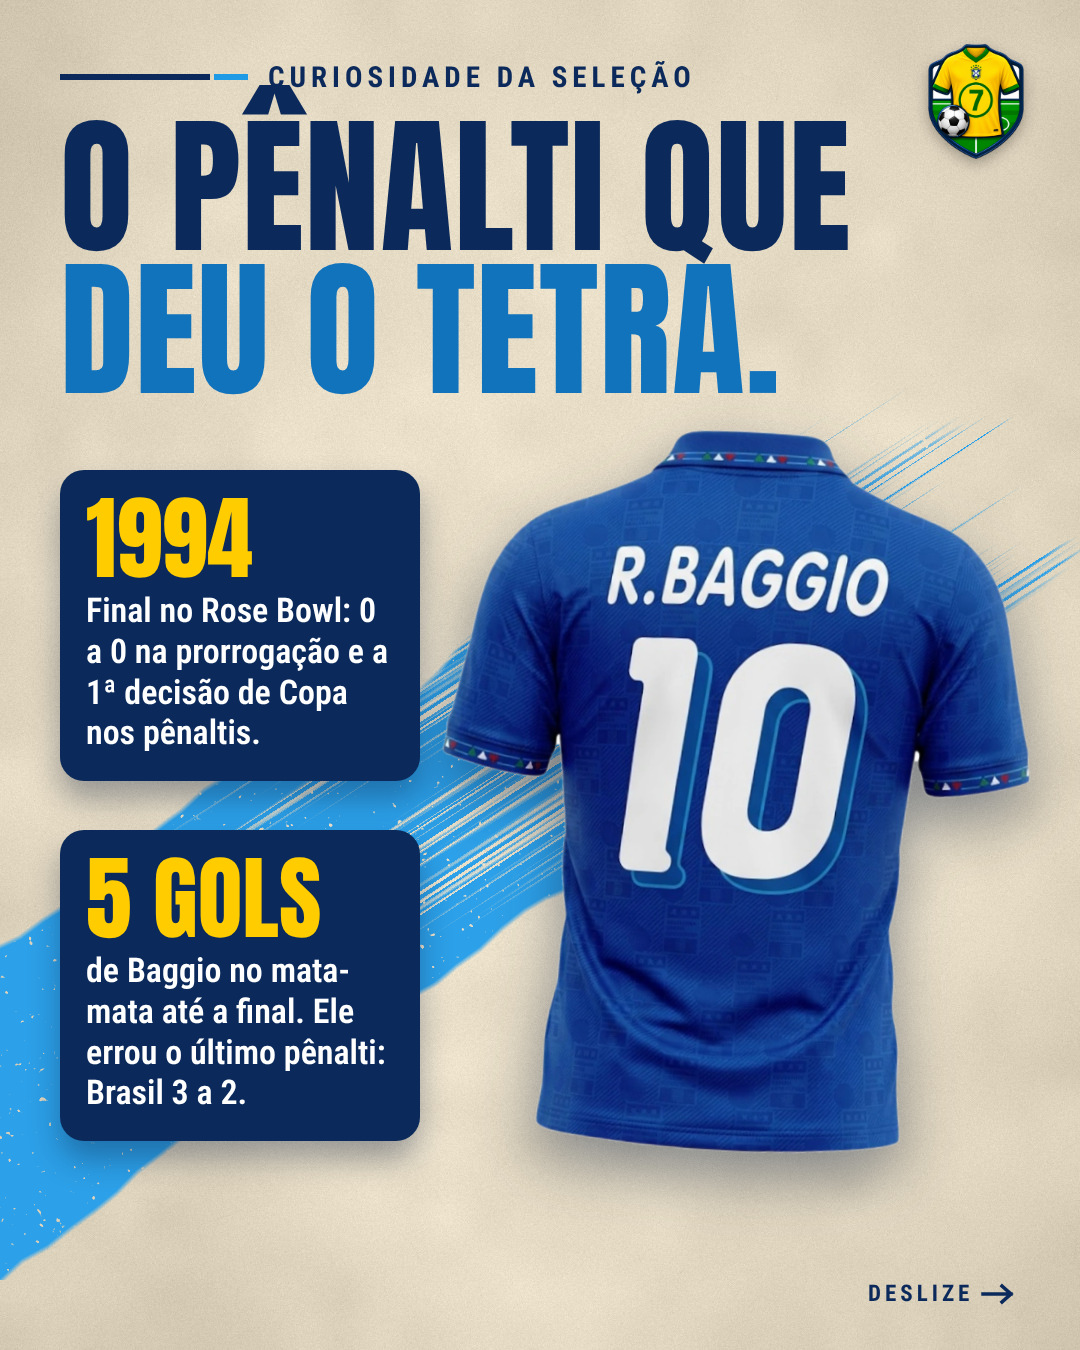 CURIOSIDADE DA SELEÇÃO
7
O PÊNALTI QUE
DEU O TETRA.
1994
Final no Rose Bowl: 0
a 0 na prorrogação e a
1ª decisão de Copa
nos pênaltis.
5 GOLS
de Baggio no mata-
mata até a final. Ele
errou o último pênalti:
Brasil 3 a 2.
R.BAGGIO
10
DESLIZE